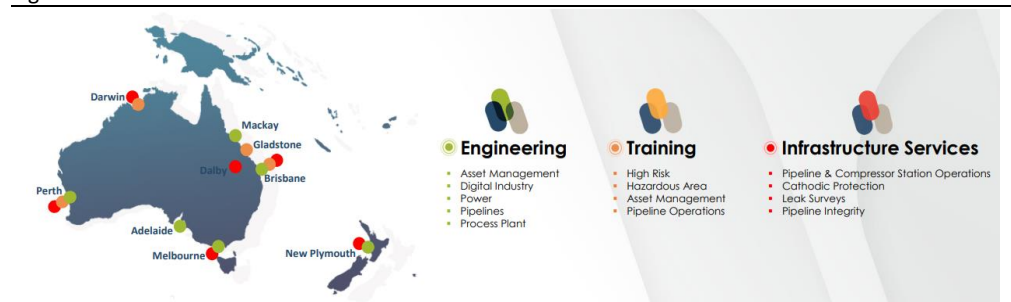 Darwin
Mackay
Gladstone
Dalby
Brisbane
Perth
Adelaide
Melbourne
New Plymouth
Engineering
Asset Management
Digital Industry
Power
Pipelines
Process Plant
Training
High Risk
Hazardous Area
Asset Management
Pipeline Operations
Infrastructure Services
Pipeline & Compressor Station Operations
Cathodic Protection
Leak Surveys
Pipeline Integrity